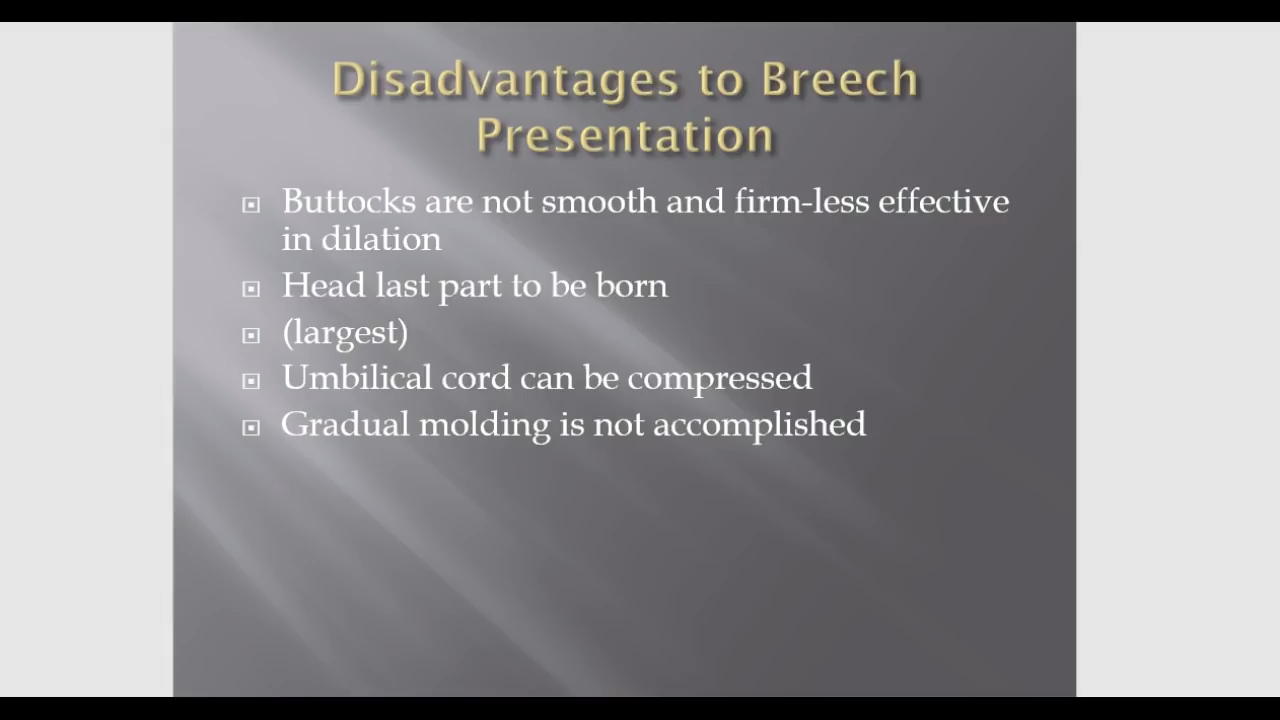 Disadvantages to Breech
Presentation
Buttocks are not smooth and firm-less effective
in dilation
Head last part to be born
(largest)
Umbilical cord can be compressed
Gradual molding is not accomplished